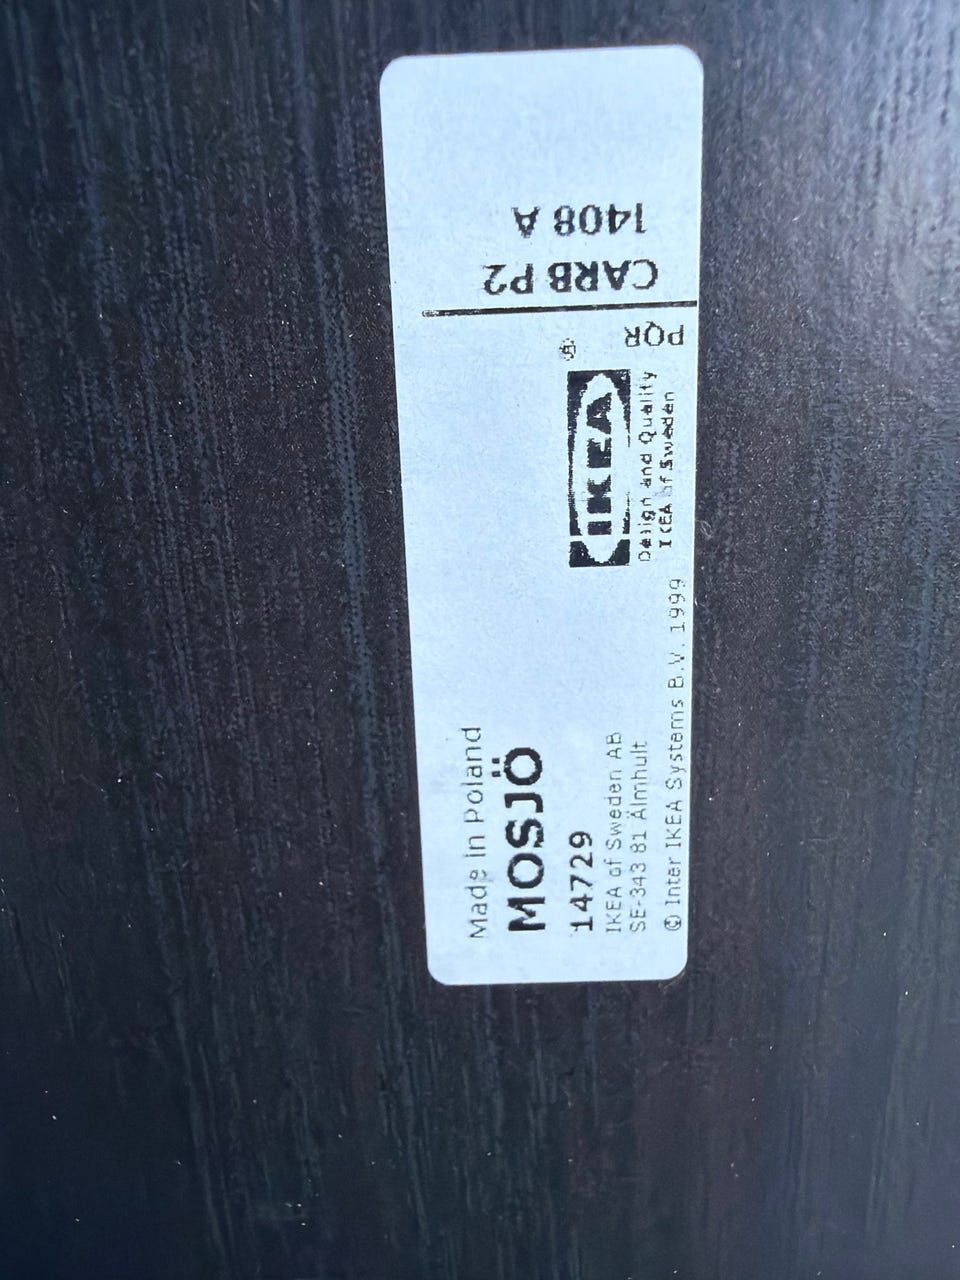 Made in Poland
MOSJÖ
14729
IKEA of Sweden AB
SE-343 81 Älmhult
© Inter IKEA Systems B.V. 1999
IKEA
®
Design and Quality
IKEA of Sweden
PQR
CARB P2
1408 A